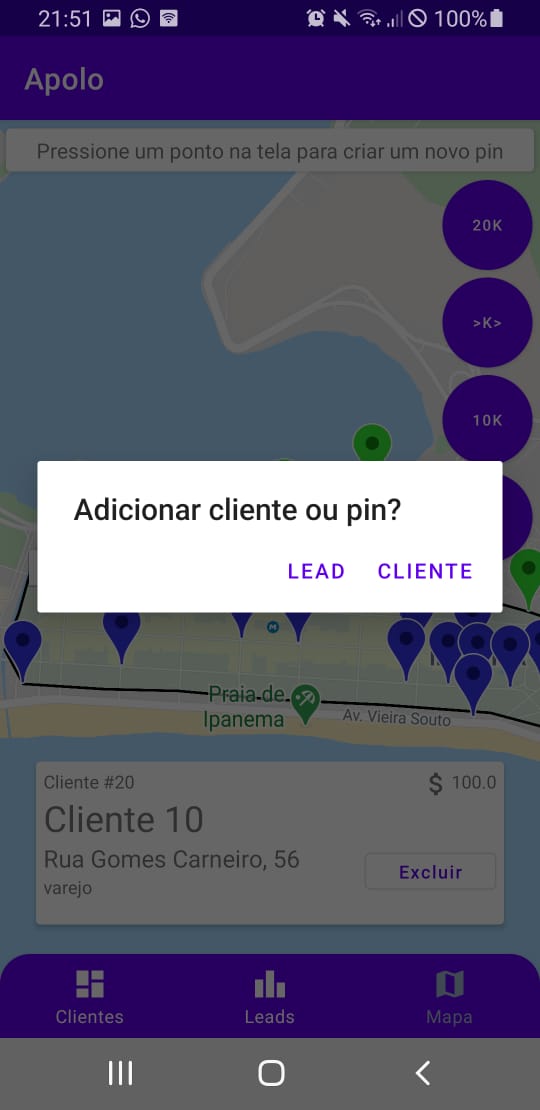 21:51
100%
Apolo
Pressione um ponto na tela para criar um novo pin
20K
>K>
10K
Adicionar cliente ou pin?
LEAD CLIENTE
M
Praia de
Ipanema
Av. Vieira Souto
Cliente #20
$ 100.0
Cliente 10
Rua Gomes Carneiro, 56
varejo
Excluir
Clientes
Leads
Mapa